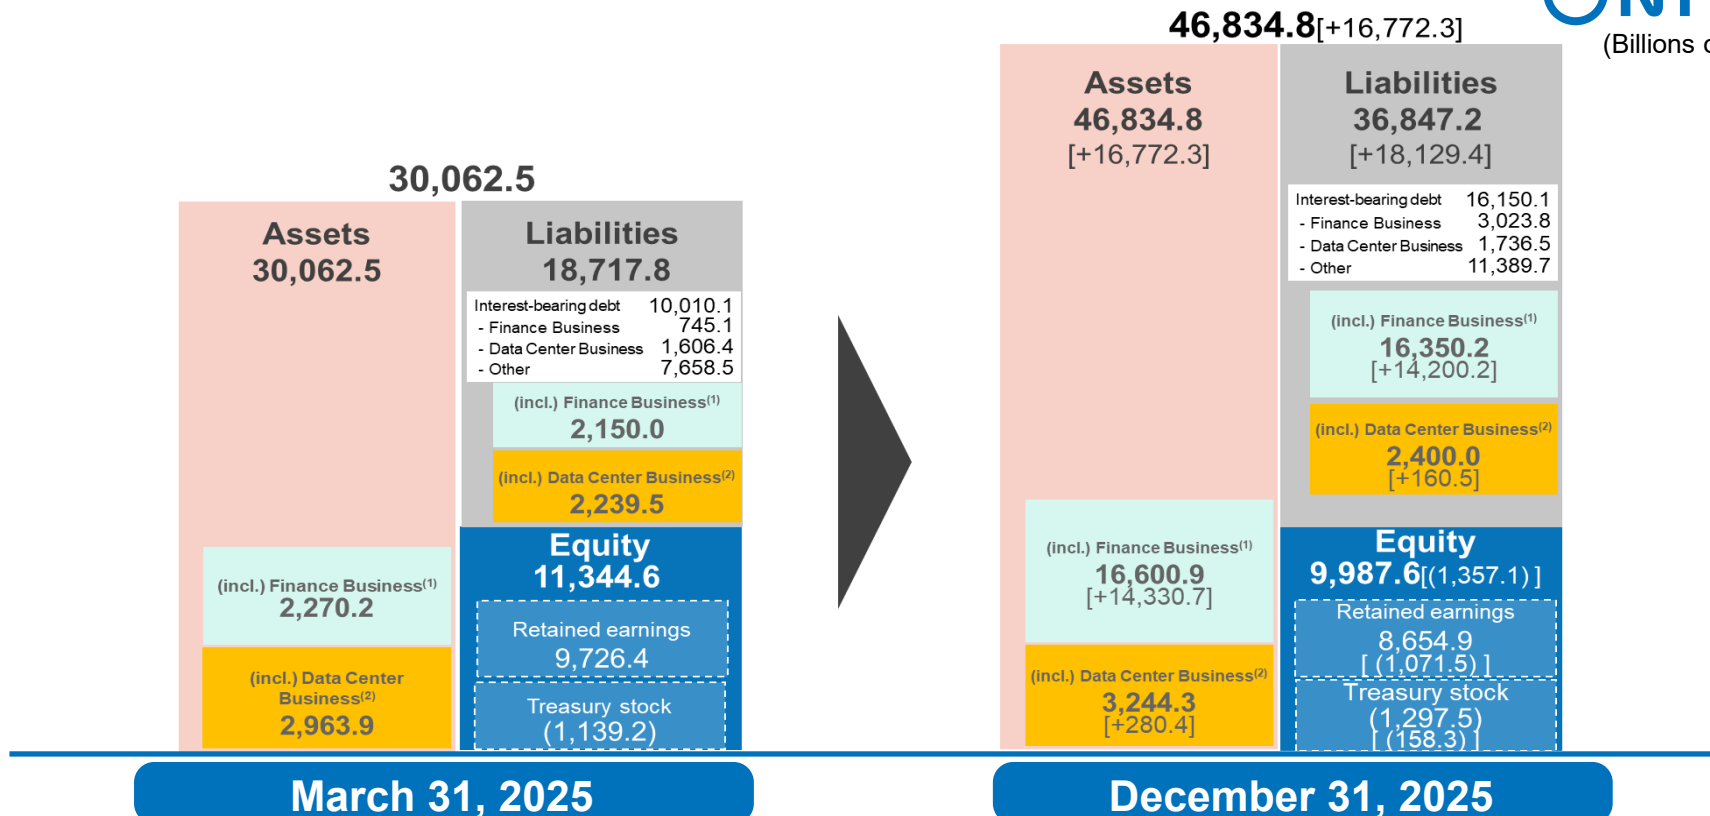 46,834.8[+16,772.3]
(Billions
30,062.5
Assets
30,062.5
Liabilities
18,717.8
Interest-bearing debt 10,010.1
- Finance Business 745.1
- Data Center Business 1,606.4
- Other 7,658.5
(incl.) Finance Business(1)
2,150.0
(incl.) Data Center Business(2)
2,239.5
(incl.) Finance Business(1)
2,270.2
(incl.) Data Center
Business(2)
2,963.9
Equity
11,344.6
Retained earnings
9,726.4
Treasury stock
(1,139.2)
March 31, 2025
Assets
46,834.8
[+16,772.3]
Liabilities
36,847.2
[+18,129.4]
Interest-bearing debt 16,150.1
- Finance Business 3,023.8
- Data Center Business 1,736.5
- Other 11,389.7
(incl.) Finance Business(1)
16,350.2
[+14,200.2]
(incl.) Data Center Business(2)
2,400.0
[+160.5]
(incl.) Finance Business(1)
16,600.9
[+14,330.7]
(incl.) Data Center Business(2)
3,244.3
[+280.4]
Equity
9,987.6[(1,357.1) ]
Retained earnings
8,654.9
[ (1,071.5) ]
Treasury stock
(1,297.5)
[ (158.3) ]
December 31, 2025